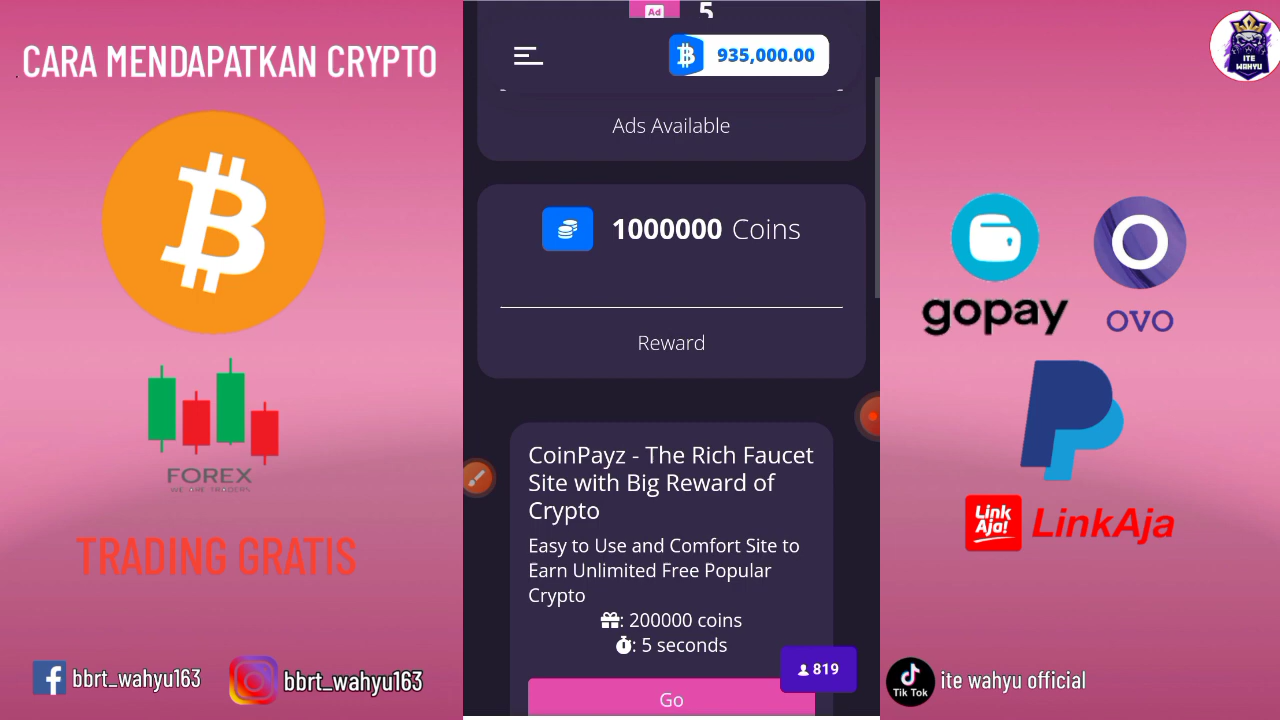 CARA MENDAPATKAN CRYPTO
FOREX
TRADING GRATIS
bbrt_wahyu163
bbrt_wahyu163
Ad 5
935,000.00
Ads Available
1000000 Coins
Reward
CoinPayz - The Rich Faucet
Site with Big Reward of
Crypto
Easy to Use and Comfort Site to
Earn Unlimited Free Popular
Crypto
: 200000 coins
: 5 seconds
819
Go
ITE
WAHYU
gopay
OVO
Link
Aja!
LinkAja
Tik Tok
ite wahyu official